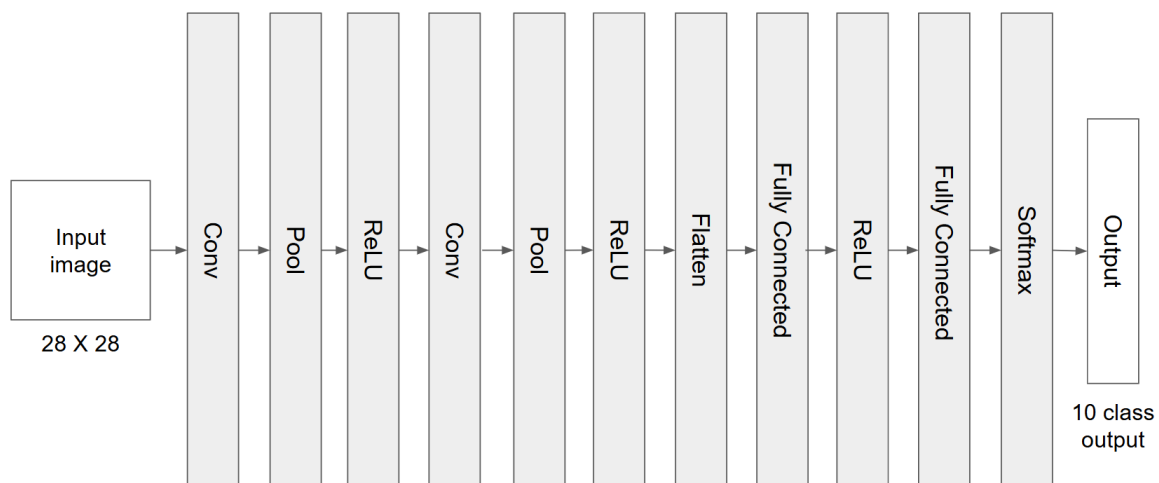 Input
image
28 X 28
Conv
Pool
ReLU
Conv
Pool
ReLU
Flatten
Fully Connected
ReLU
Fully Connected
Softmax
Output
10 class
output